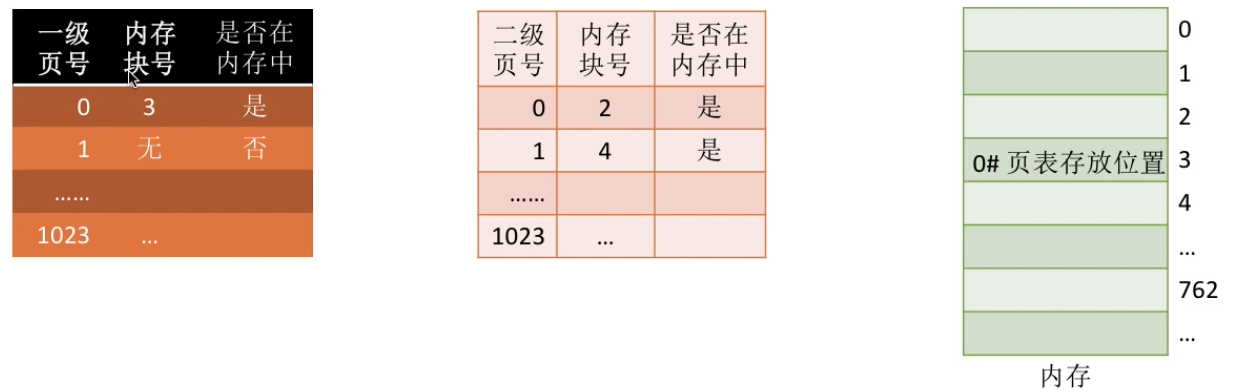 一级 内存 是否在
页号 块号 内存中
0 3 是
1 无 否
......
1023 ...
二级 内存 是否在
页号 块号 内存中
0 2 是
1 4 是
......
1023 ...
0
1
2
0# 页表存放位置 3
4
...
762
...
内存